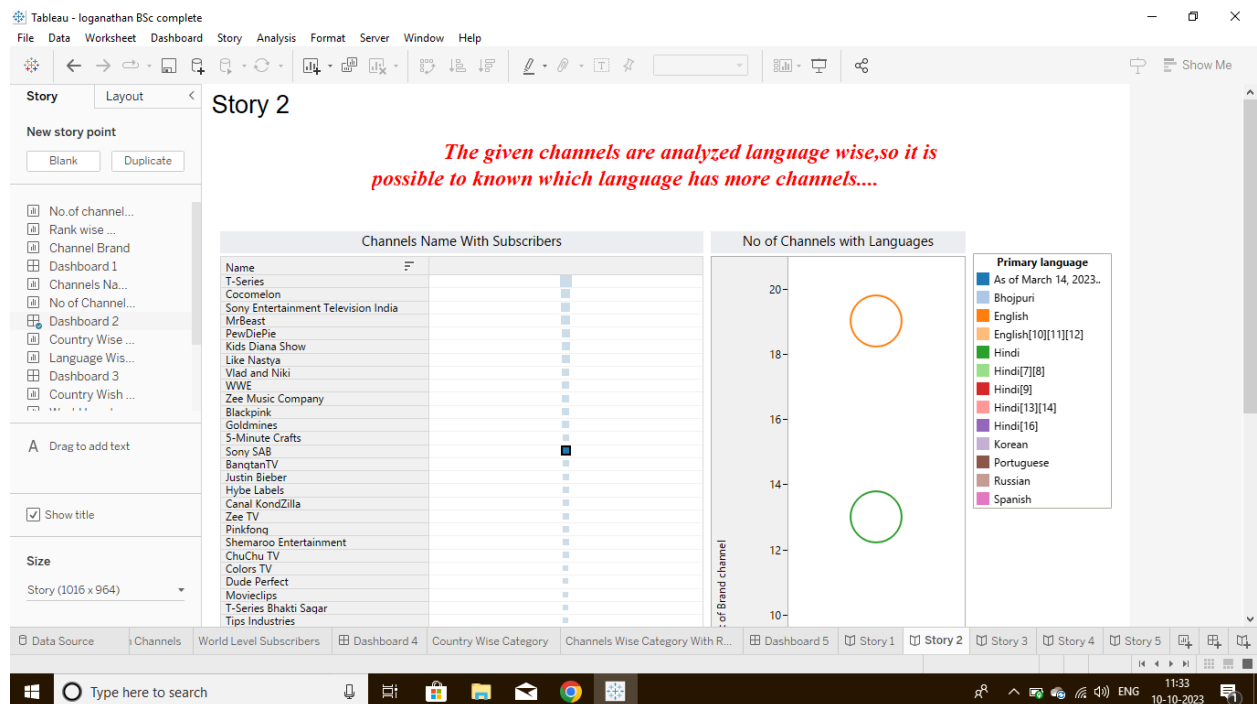 Tableau - loganathan BSc complete
File Data Worksheet Dashboard Story Analysis Format Server Window Help
Show Me
Story Layout
Story 2
New story point
Blank Duplicate
The given channels are analyzed language wise,so it is
possible to known which language has more channels....
No.of channel...
Rank wise ...
Channel Brand
Dashboard 1
Channels Na...
No of Channel...
Dashboard 2
Country Wise ...
Language Wis...
Dashboard 3
Country Wish ...
A Drag to add text
Show title
Size
Story (1016 x 964)
Channels Name With Subscribers
Name
T-Series
Cocomelon
Sony Entertainment Television India
MrBeast
PewDiePie
Kids Diana Show
Like Nastya
Vlad and Niki
WWE
Zee Music Company
Blackpink
Goldmines
5-Minute Crafts
Sony SAB
BangtanTV
Justin Bieber
Hybe Labels
Canal KondZilla
Zee TV
Pinkfong
Shemaroo Entertainment
ChuChu TV
Colors TV
Dude Perfect
Movieclips
T-Series Bhakti Sagar
Tips Industries
No of Channels with Languages
20
18
16
14
12
10
of Brand channel
Primary language
As of March 14, 2023..
Bhojpuri
English
English[10][11][12]
Hindi
Hindi[7][8]
Hindi[9]
Hindi[13][14]
Hindi[16]
Korean
Portuguese
Russian
Spanish
Data Source Channels World Level Subscribers Dashboard 4 Country Wise Category Channels Wise Category With R... Dashboard 5 Story 1 Story 2 Story 3 Story 4 Story 5
Type here to search
ENG
11:33
10-10-2023
1